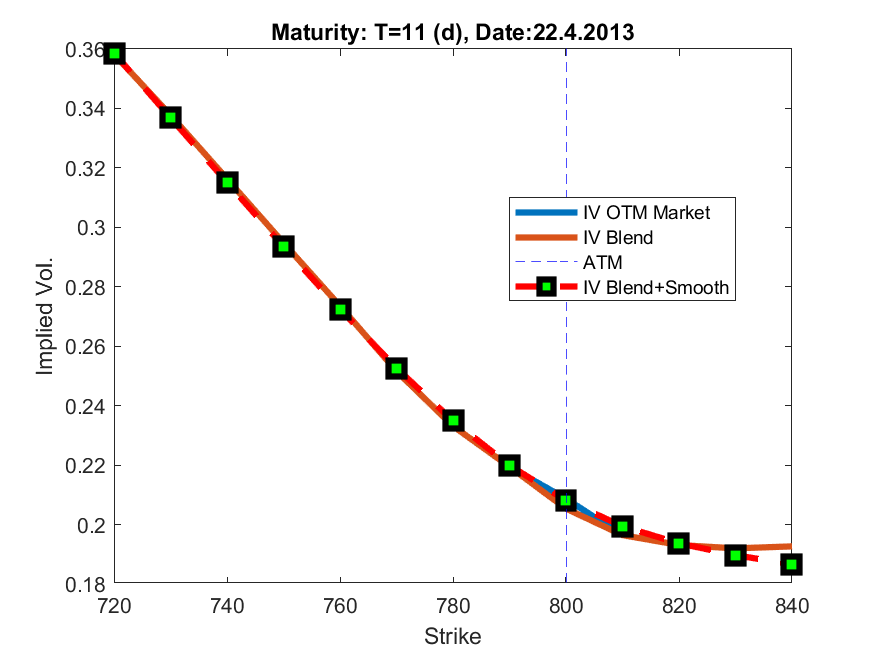 Maturity: T=11 (d), Date:22.4.2013
0.36
0.34
0.32
0.3
0.28
0.26
0.24
0.22
0.2
0.18
Implied Vol.
IV OTM Market
IV Blend
ATM
IV Blend+Smooth
720 740 760 780 800 820 840
Strike